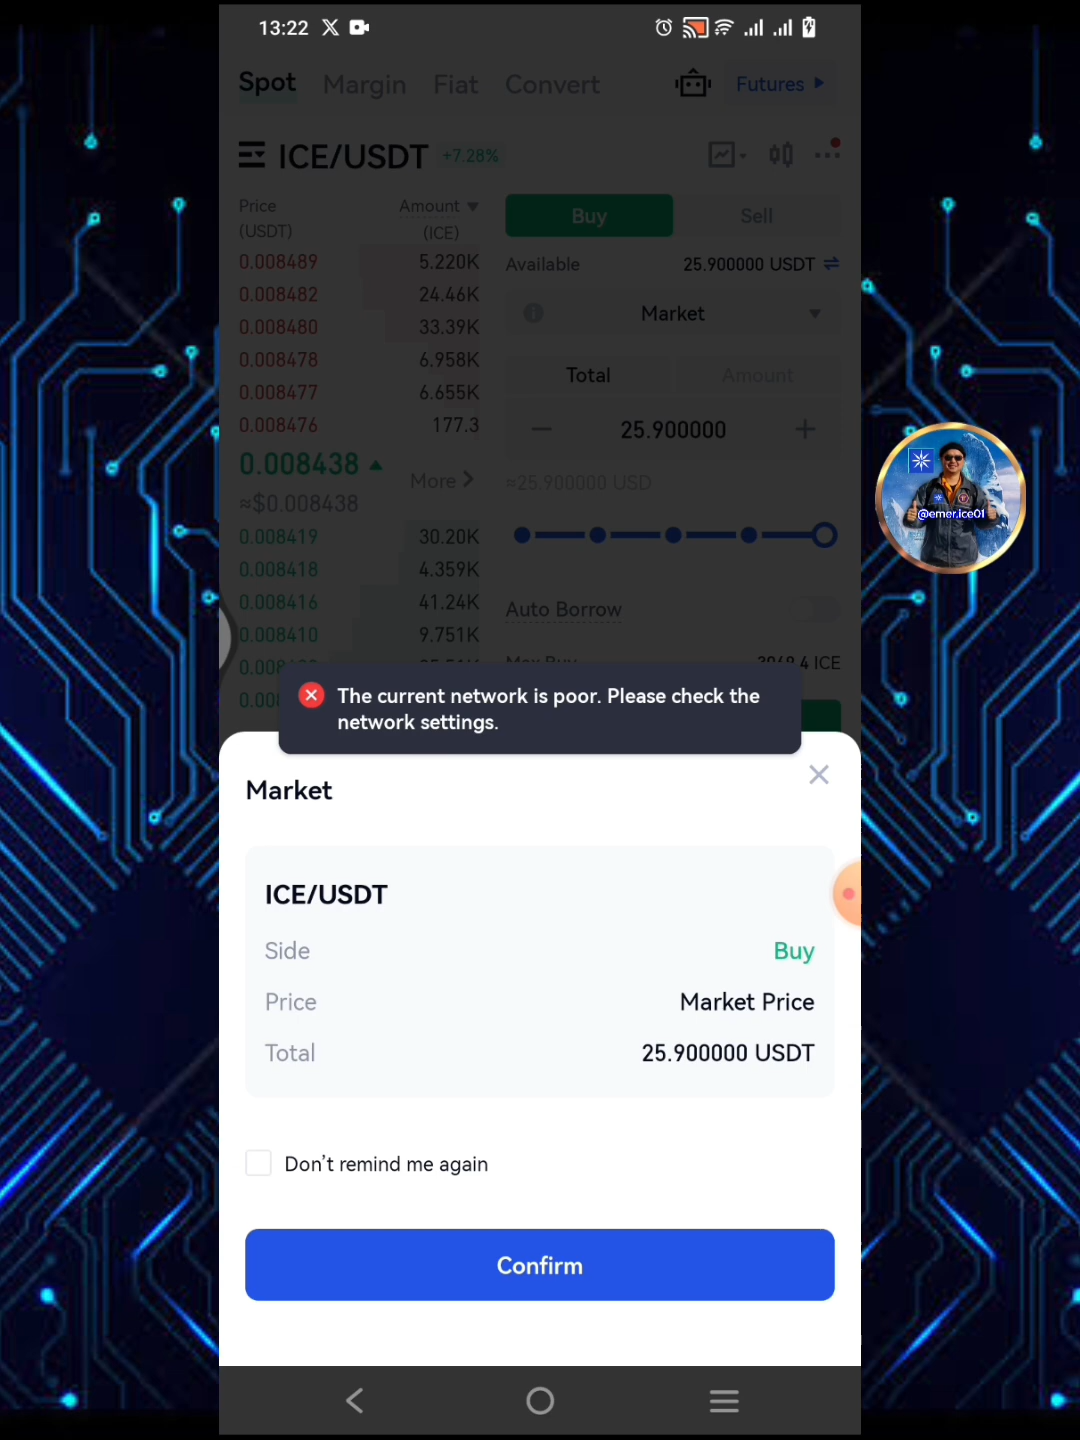 13:22
Spot Margin Fiat Convert Futures
ICE/USDT +7.28%
Price Amount
(USDT) (ICE)
Buy Sell
0.008489 5.220K
Available 25.900000 USDT
0.008482 24.46K
0.008480 33.39K
Market
0.008478 6.958K
0.008477 6.655K
Total Amount
0.008476 177.3
25.900000
0.008438
More
≈25.900000 USD
≈$0.008438
0.008419 30.20K
0.008418 4.359K
0.008416 41.24K
Auto Borrow
0.008410 9.751K
ICE
The current network is poor. Please check the
network settings.
Market
ICE/USDT
Side Buy
Price Market Price
Total 25.900000 USDT
Don't remind me again
Confirm
@emer.ice01